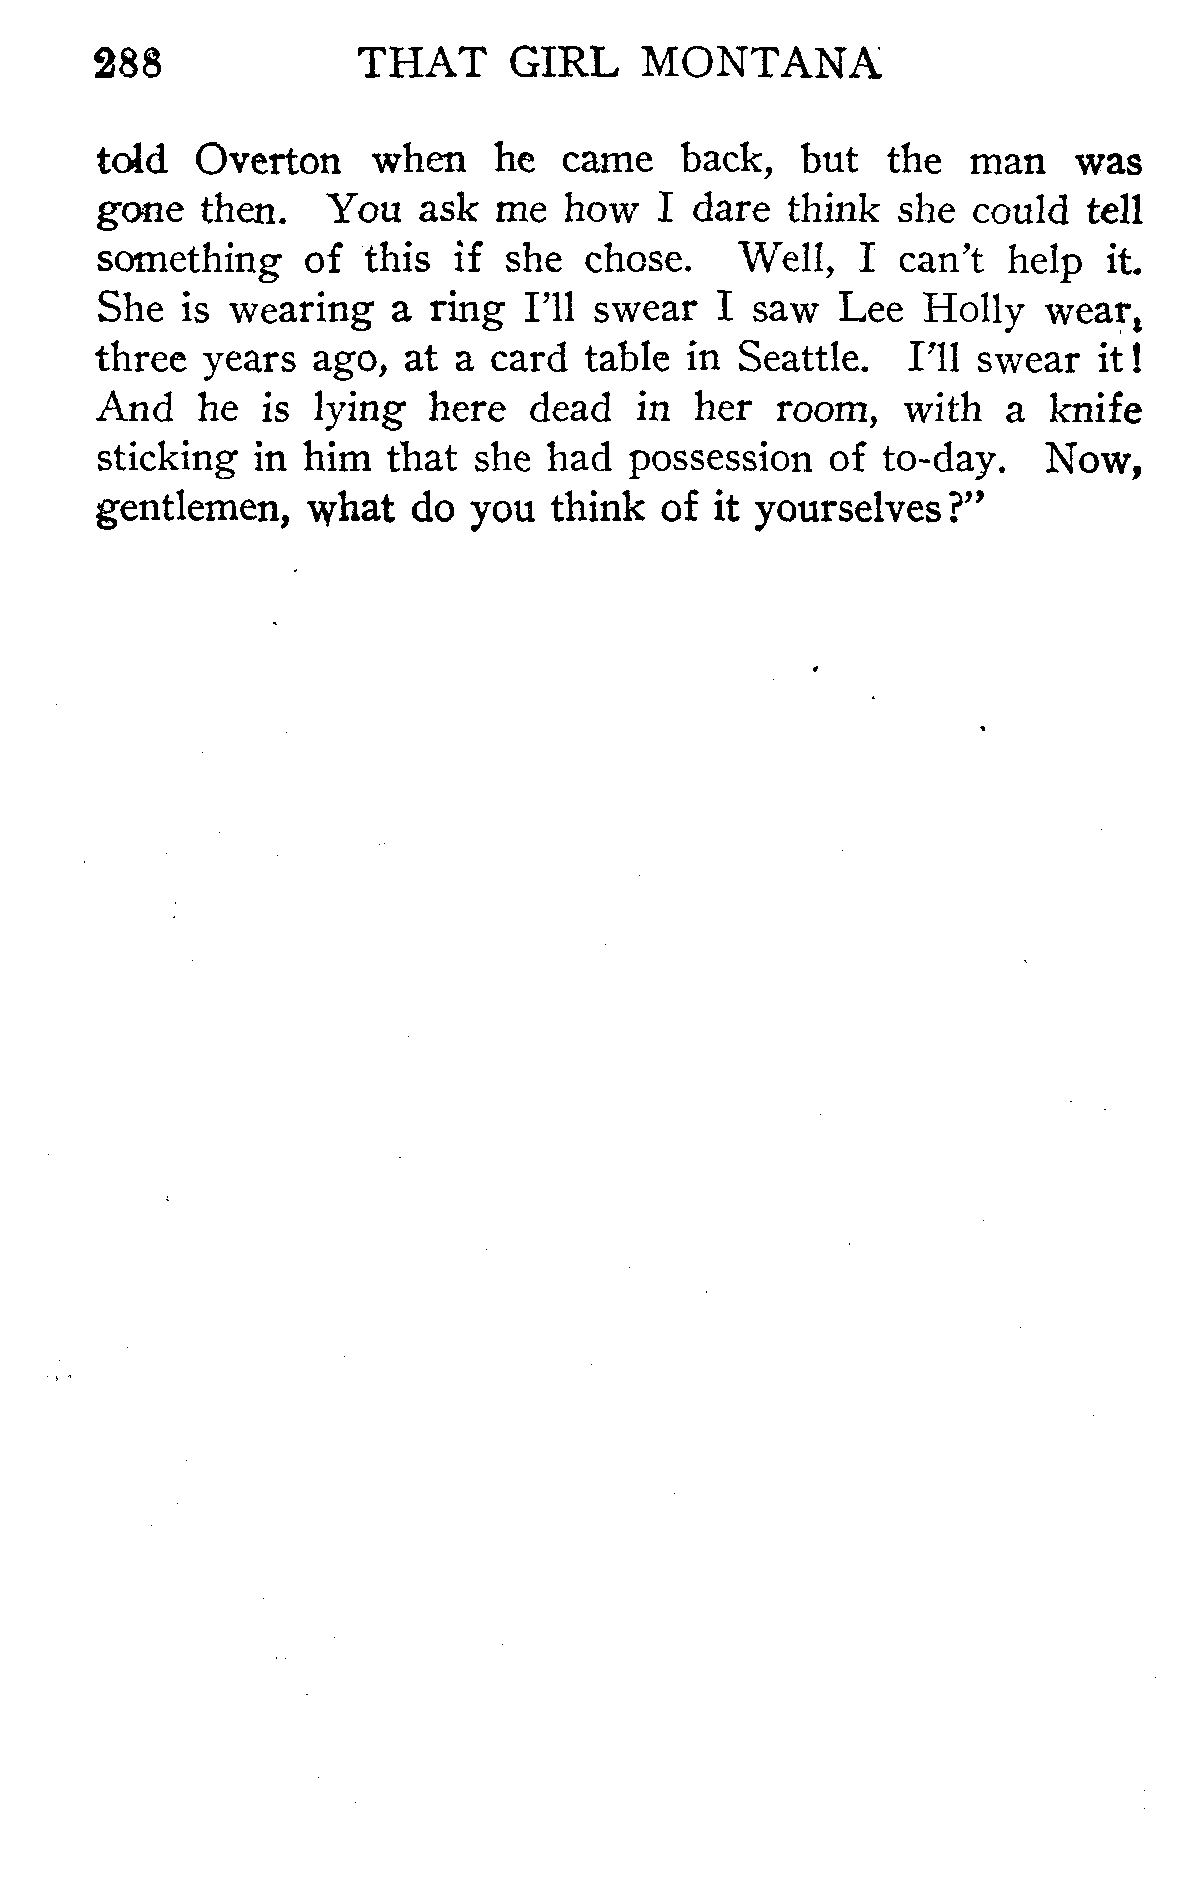 288 THAT GIRL MONTANA
told Overton when he came back, but the man was
gone then. You ask me how I dare think she could tell
something of this if she chose. Well, I can't help it.
She is wearing a ring I'll swear I saw Lee Holly wear,
three years ago, at a card table in Seattle. I'll swear it!
And he is lying here dead in her room, with a knife
sticking in him that she had possession of to-day. Now,
gentlemen, what do you think of it yourselves?"